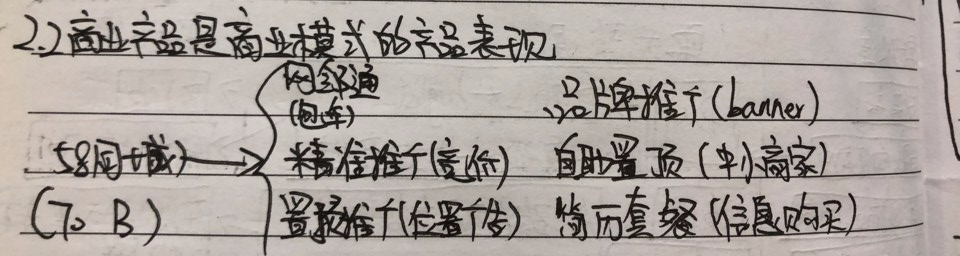 2.2商业产品是商业模式的产品表现
网邻通
(包年) 品牌推广(banner)
58同城 → 精准推广(竞价) 自助置顶(中小商家)
(To B) 置顶推广(位置广告) 简历套餐(信息购买)